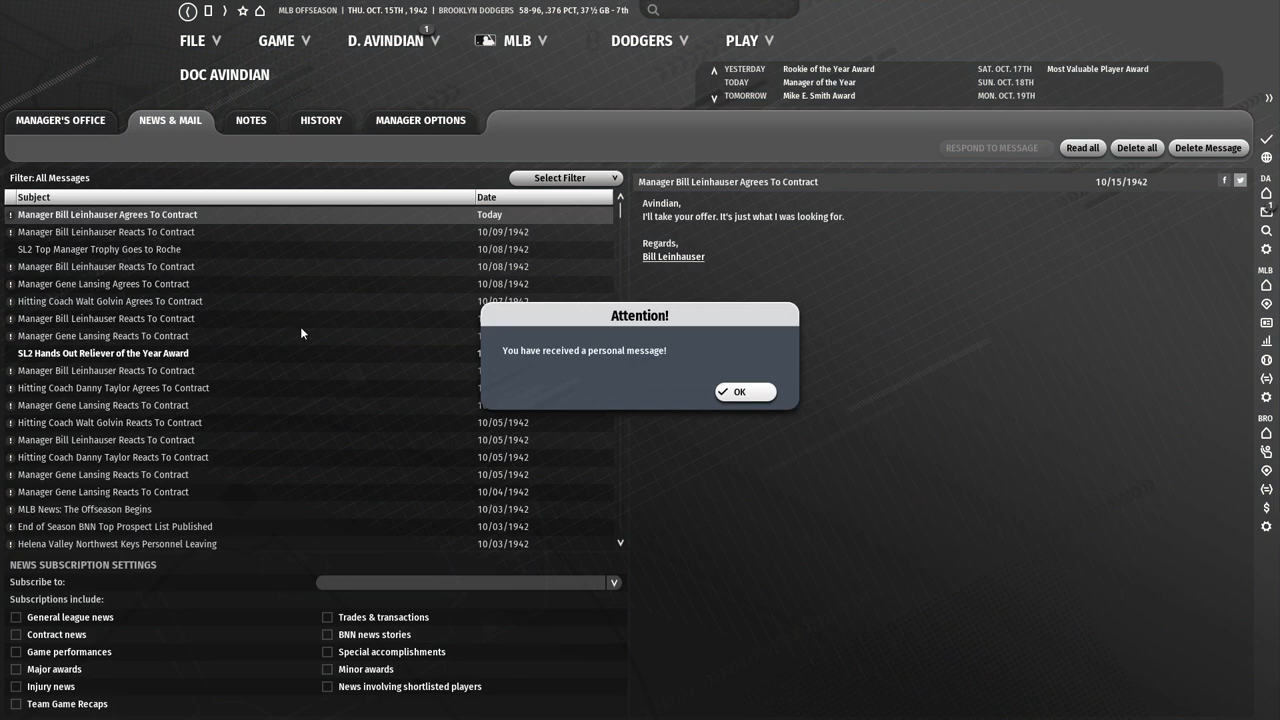 MLB OFFSEASON | THU. OCT. 15TH , 1942 | BROOKLYN DODGERS 58-96, .376 PCT, 37½ GB - 7th
FILE GAME D. AVINDIAN 1 MLB DODGERS PLAY
DOC AVINDIAN
YESTERDAY Rookie of the Year Award SAT. OCT. 17TH Most Valuable Player Award
TODAY Manager of the Year SUN. OCT. 18TH
TOMORROW Mike E. Smith Award MON. OCT. 19TH
MANAGER'S OFFICE NEWS & MAIL NOTES HISTORY MANAGER OPTIONS
RESPOND TO MESSAGE Read all Delete all Delete Message
Filter: All Messages Select Filter
Subject Date
Manager Bill Leinhauser Agrees To Contract Today
Manager Bill Leinhauser Reacts To Contract 10/09/1942
SL2 Top Manager Trophy Goes to Roche 10/08/1942
Manager Bill Leinhauser Reacts To Contract 10/08/1942
Manager Gene Lansing Agrees To Contract 10/08/1942
Hitting Coach Walt Golvin Agrees To Contract 10/07/1942
Manager Bill Leinhauser Reacts To Contract
Manager Gene Lansing Reacts To Contract
SL2 Hands Out Reliever of the Year Award
Manager Bill Leinhauser Reacts To Contract
Hitting Coach Danny Taylor Agrees To Contract
Manager Gene Lansing Reacts To Contract
Hitting Coach Walt Golvin Reacts To Contract 10/05/1942
Manager Bill Leinhauser Reacts To Contract 10/05/1942
Hitting Coach Danny Taylor Reacts To Contract 10/05/1942
Manager Gene Lansing Reacts To Contract 10/05/1942
Manager Gene Lansing Reacts To Contract 10/04/1942
MLB News: The Offseason Begins 10/03/1942
End of Season BNN Top Prospect List Published 10/03/1942
Helena Valley Northwest Keys Personnel Leaving 10/03/1942
NEWS SUBSCRIPTION SETTINGS
Subscribe to:
Subscriptions include:
General league news Trades & transactions
Contract news BNN news stories
Game performances Special accomplishments
Major awards Minor awards
Injury news News involving shortlisted players
Team Game Recaps
Manager Bill Leinhauser Agrees To Contract 10/15/1942
Avindian,
I'll take your offer. It's just what I was looking for.
Regards,
Bill Leinhauser
Attention!
You have received a personal message!
OK
DA
1
MLB
BRO